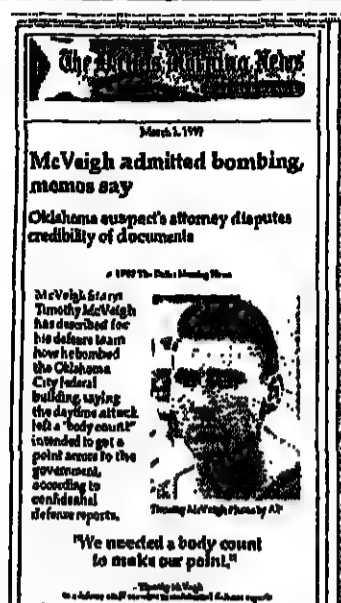 The Dallas Morning News
March 1, 1997
McVeigh admitted bombing,
memos say
Oklahoma suspect's attorney disputes
credibility of documents
© 1997 The Dallas Morning News
McVeigh Story:
Timothy McVeigh
has described for
his defense team
how he bombed
the Oklahoma
City federal
building, saying
the daytime attack
left a "body count"
intended to get a
point across to the
government,
according to
confidential
defense reports.
Timothy McVeigh Photo by AP
"We needed a body count
to make our point."
- Timothy McVeigh
to a defense staff